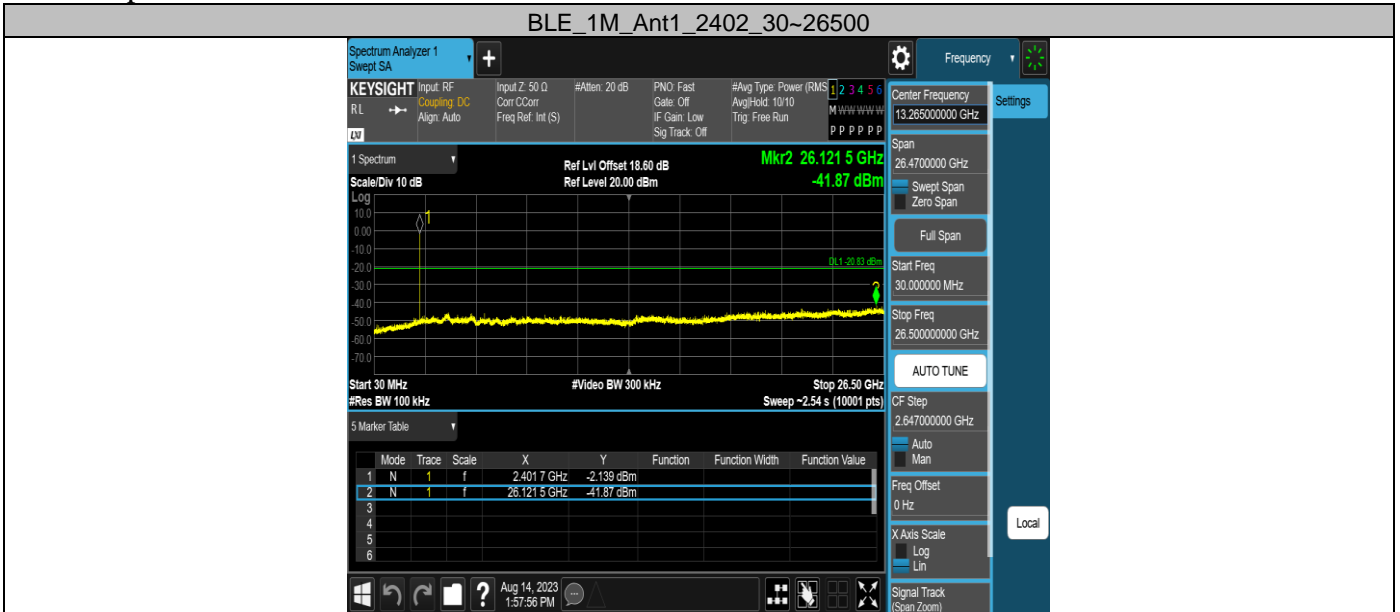 BLE_1M_Ant1_2402_30~26500
Spectrum Analyzer 1
Swept SA
+
Frequency
KEYSIGHT
RL
LXI
Input: RF
Coupling: DC
Align: Auto
Input Z: 50 Ω
Corr CCorr
Freq Ref: Int (S)
#Atten: 20 dB
PNO: Fast
Gate: Off
IF Gain: Low
Sig Track: Off
#Avg Type: Power (RMS
Avg|Hold: 10/10
Trig: Free Run
1 2 3 4 5 6
M W W W W W
P P P P P P
Center Frequency
13.265000000 GHz
Settings
Span
26.4700000 GHz
Swept Span
Zero Span
Full Span
Start Freq
30.000000 MHz
Stop Freq
26.500000000 GHz
AUTO TUNE
CF Step
2.647000000 GHz
Auto
Man
Freq Offset
0 Hz
X Axis Scale
Log
Lin
Signal Track
(Span Zoom)
Local
1 Spectrum
Scale/Div 10 dB
Ref Lvl Offset 18.60 dB
Ref Level 20.00 dBm
Mkr2 26.121 5 GHz
-41.87 dBm
Log
10.0
0.00
-10.0
-20.0
-30.0
-40.0
-50.0
-60.0
-70.0
1
DL1 -20.83 dBm
2
Start 30 MHz
#Res BW 100 kHz
#Video BW 300 kHz
Stop 26.50 GHz
Sweep ~2.54 s (10001 pts)
5 Marker Table
Mode Trace Scale X Y Function Function Width Function Value
1 N 1 f 2.401 7 GHz -2.139 dBm
2 N 1 f 26.121 5 GHz -41.87 dBm
3
4
5
6
?
Aug 14, 2023
1:57:56 PM